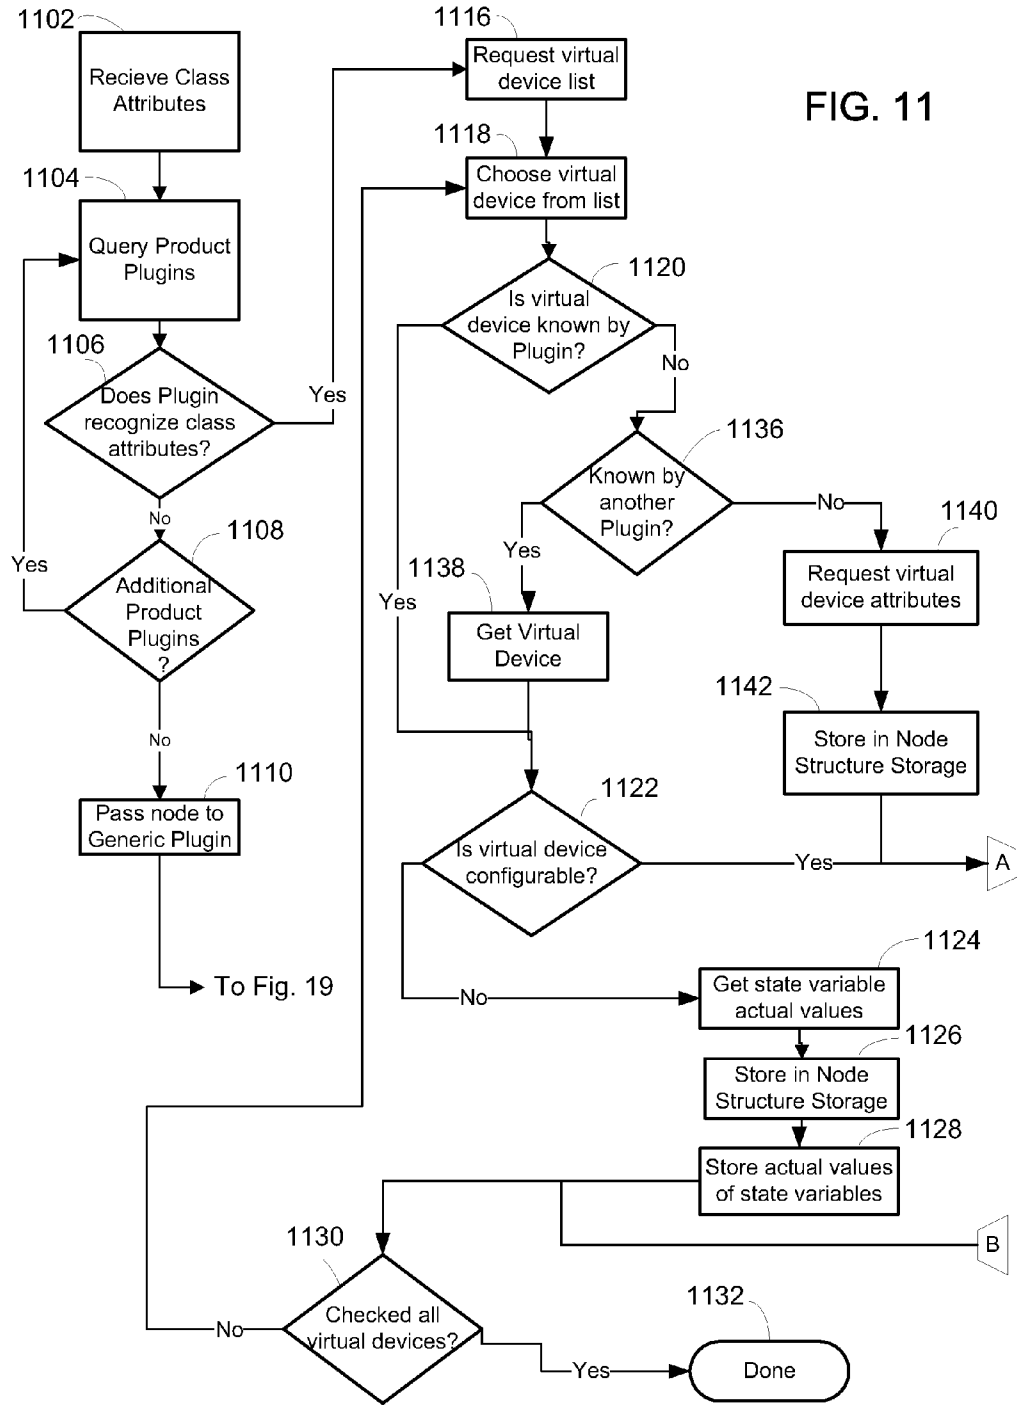 1102
Recieve Class
Attributes
1104
Query Product
Plugins
1106
Does Plugin
recognize class
attributes?
Yes
No
1108
Additional
Product
Plugins
?
Yes
No
1110
Pass node to
Generic Plugin
To Fig. 19
FIG. 11
1116
Request virtual
device list
1118
Choose virtual
device from list
1120
Is virtual
device known by
Plugin?
No
Yes
1136
Known by
another
Plugin?
Yes
No
1138
Get Virtual
Device
1140
Request virtual
device attributes
1142
Store in Node
Structure Storage
1122
Is virtual device
configurable?
Yes
A
No
1124
Get state variable
actual values
1126
Store in Node
Structure Storage
1128
Store actual values
of state variables
B
1130
Checked all
virtual devices?
No
Yes
1132
Done